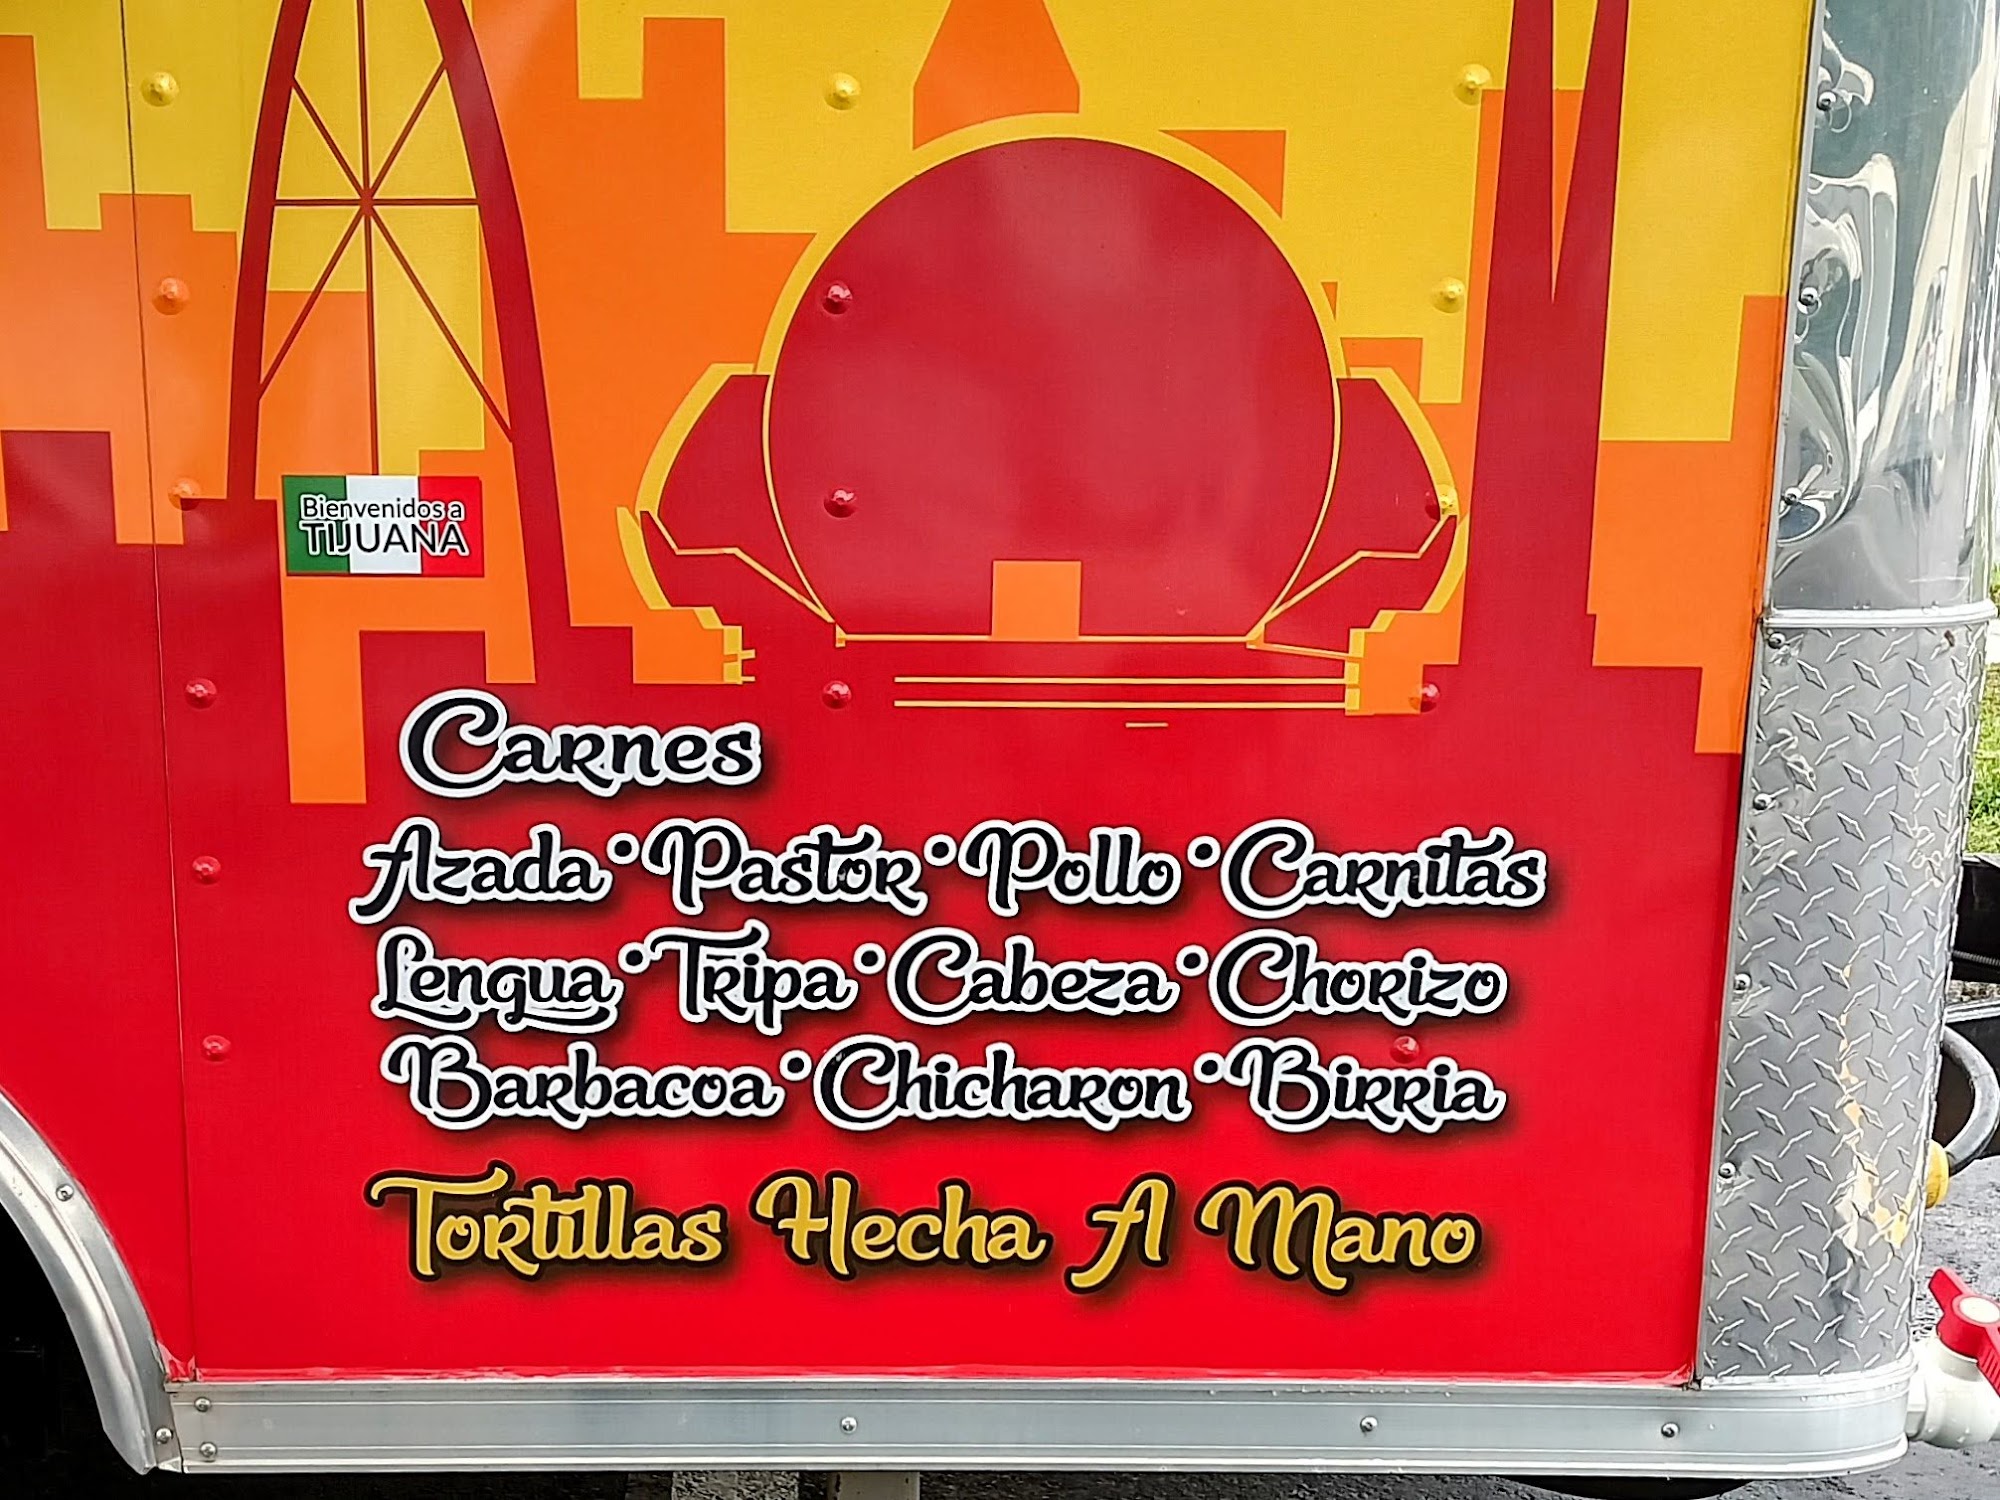 Bienvenidos a
TIJUANA
Carnes
Azada • Pastor • Pollo • Carnitas
Lengua • Tripa • Cabeza • Chorizo
Barbacoa • Chicharon • Birria
Tortillas Hecha A Mano